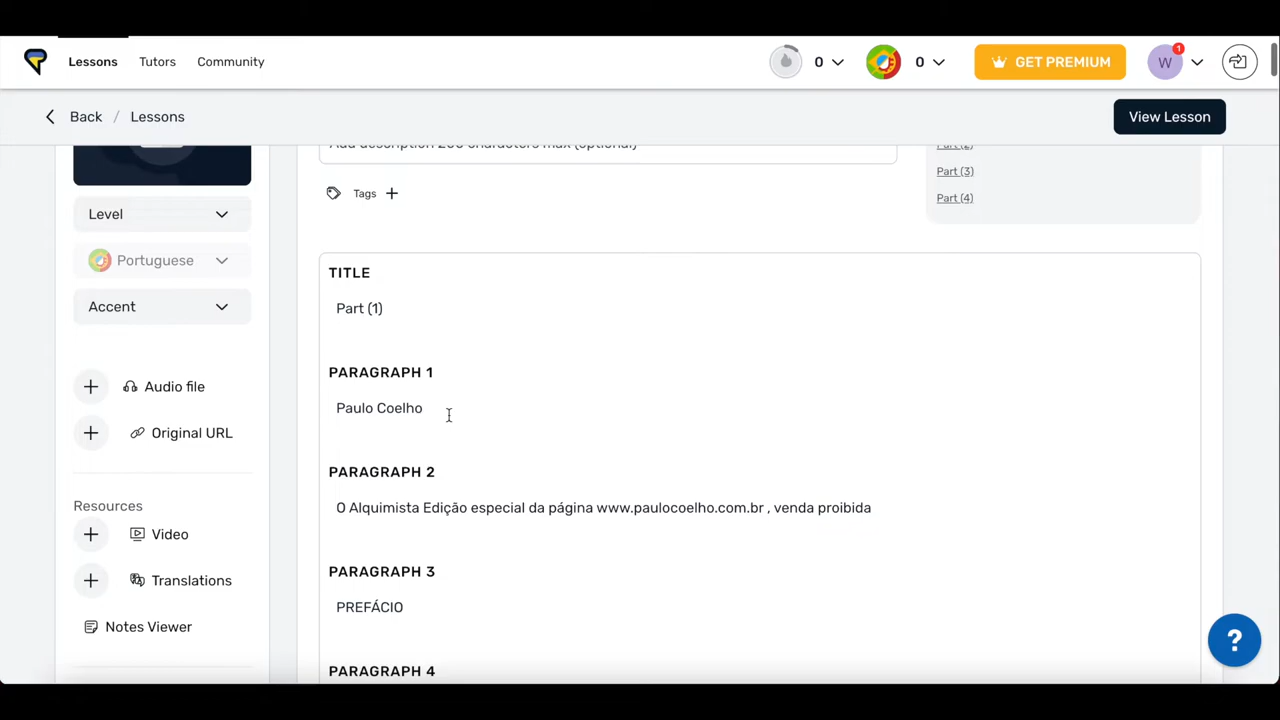 Lessons
Tutors
Community
0
0
GET PREMIUM
W
1
Back / Lessons
View Lesson
Add description 200 characters max (optional)
Part (2)
Part (3)
Part (4)
Tags
Level
Portuguese
Accent
Audio file
Original URL
Resources
Video
Translations
Notes Viewer
TITLE
Part (1)
PARAGRAPH 1
Paulo Coelho
PARAGRAPH 2
O Alquimista Edição especial da página www.paulocoelho.com.br , venda proibida
PARAGRAPH 3
PREFÁCIO
PARAGRAPH 4
?